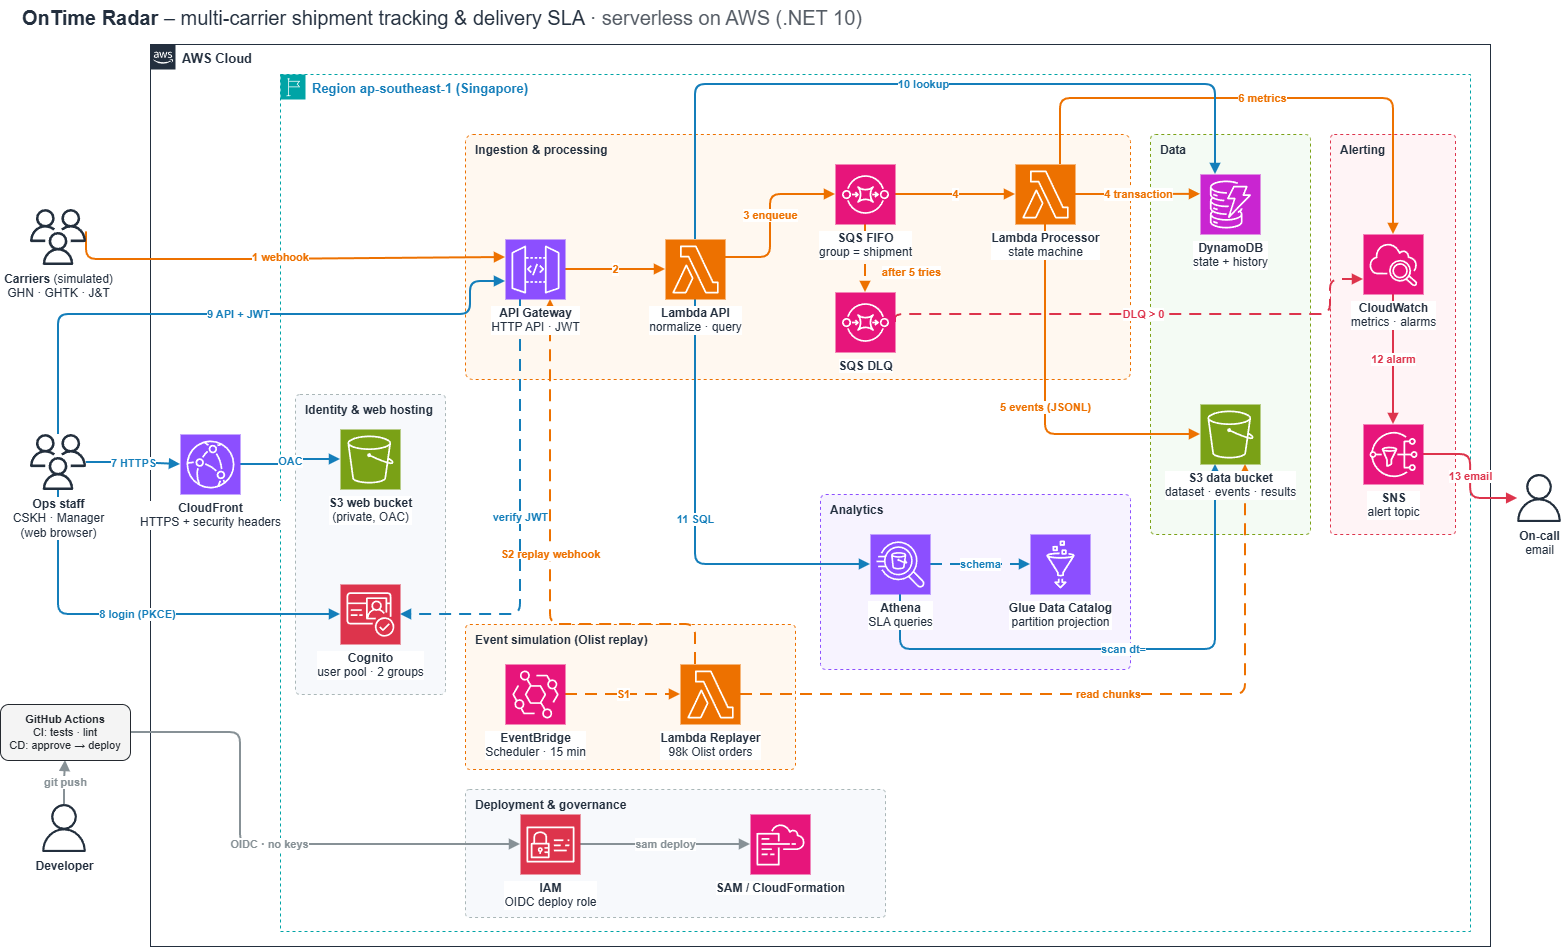 OnTime Radar – multi-carrier shipment tracking & delivery SLA · serverless on AWS (.NET 10)
aws
AWS Cloud
Region ap-southeast-1 (Singapore)
10 lookup
6 metrics
Ingestion & processing
Data
Alerting
Carriers (simulated)
GHN · GHTK · J&T
1 webhook
API Gateway
HTTP API · JWT
2
Lambda API
normalize · query
3 enqueue
SQS FIFO
group = shipment
after 5 tries
SQS DLQ
4
Lambda Processor
state machine
4 transaction
DynamoDB
state + history
CloudWatch
metrics · alarms
DLQ > 0
12 alarm
9 API + JWT
5 events (JSONL)
Identity & web hosting
Ops staff
CSKH · Manager
(web browser)
7 HTTPS
CloudFront
HTTPS + security headers
OAC
S3 web bucket
(private, OAC)
verify JWT
S2 replay webhook
11 SQL
S3 data bucket
dataset · events · results
SNS
alert topic
13 email
On-call
email
Analytics
Athena
SLA queries
schema
Glue Data Catalog
partition projection
scan dt=
8 login (PKCE)
Cognito
user pool · 2 groups
Event simulation (Olist replay)
EventBridge
Scheduler · 15 min
S1
Lambda Replayer
98k Olist orders
read chunks
GitHub Actions
CI: tests · lint
CD: approve → deploy
git push
Developer
OIDC · no keys
Deployment & governance
IAM
OIDC deploy role
sam deploy
SAM / CloudFormation